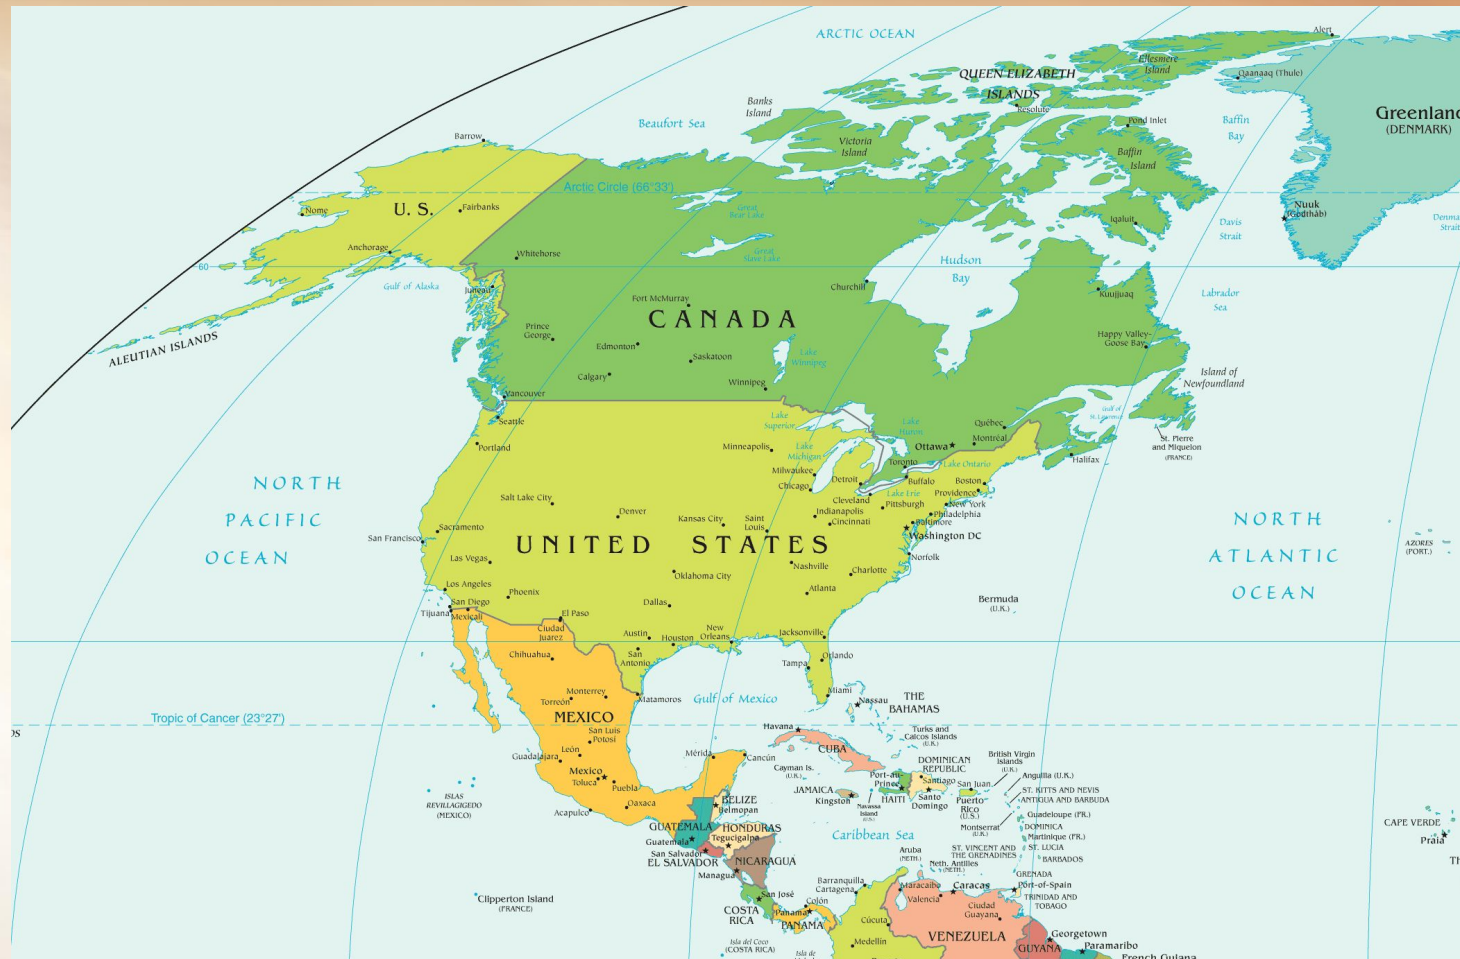 ARCTIC OCEAN
Alert
Ellesmere
Island
QUEEN ELIZABETH
ISLANDS
Qaanaaq (Thule)
Resolute
Banks
Island
Greenland
(DENMARK)
Beaufort Sea
Pond Inlet
Baffin
Bay
Barrow
Victoria
Island
Baffin
Island
Arctic Circle (66°33')
Nome
U. S.
Fairbanks
Great
Bear Lake
Iqaluit
Davis
Strait
Nuuk
(Godthåb)
Anchorage
Whitehorse
Great
Slave Lake
Hudson
Bay
60
Gulf of Alaska
Juneau
Churchill
Kuujjuaq
Labrador
Sea
Fort McMurray
CANADA
Prince
George
Edmonton
Saskatoon
Lake
Winnipeg
Happy Valley-
Goose Bay
ALEUTIAN ISLANDS
Calgary
Winnipeg
Island of
Newfoundland
Vancouver
Seattle
Lake
Superior
Lake
Huron
Québec
Gulf of
St. Lawrence
Portland
Minneapolis
Lake
Michigan
Ottawa
Montréal
St. Pierre
and Miquelon
(FRANCE)
Halifax
Toronto
Lake Ontario
Milwaukee
Detroit
Buffalo
Boston
Chicago
Lake Erie
Providence
NORTH
PACIFIC
OCEAN
Salt Lake City
Cleveland
Pittsburgh
New York
Denver
Kansas City
Saint
Louis
Indianapolis
Cincinnati
Philadelphia
Baltimore
Washington DC
Sacramento
San Francisco
UNITED STATES
NORTH
ATLANTIC
OCEAN
AZORES
(PORT.)
Las Vegas
Nashville
Norfolk
Oklahoma City
Charlotte
Los Angeles
Phoenix
Atlanta
Bermuda
(U.K.)
San Diego
Tijuana
Mexicali
Dallas
El Paso
Ciudad
Juarez
Austin
Houston
New
Orleans
Jacksonville
Chihuahua
San
Antonio
Tampa
Orlando
Monterrey
Torreón
Matamoros
Gulf of Mexico
Miami
Nassau
THE
BAHAMAS
Tropic of Cancer (23°27')
MEXICO
San Luis
Potosi
Havana
Turks and
Caicos Islands
(U.K.)
León
Guadalajara
Mérida
Cancún
CUBA
DOMINICAN
REPUBLIC
British Virgin
Islands
(U.K.)
Mexico
Toluca
Puebla
Cayman Is.
(U.K.)
Port-au-
Prince
Santiago
San Juan
Anguilla (U.K.)
ISLAS
REVILLAGIGEDO
(MEXICO)
Acapulco
Oaxaca
BELIZE
Belmopan
JAMAICA
Kingston
Navassa
Island
(U.S.)
HAITI
Santo
Domingo
Puerto
Rico
(U.S.)
ST. KITTS AND NEVIS
ANTIGUA AND BARBUDA
Guadeloupe (FR.)
Montserrat
(U.K.)
DOMINICA
Martinique (FR.)
GUATEMALA
Guatemala
HONDURAS
Tegucigalpa
Caribbean Sea
ST. LUCIA
ST. VINCENT AND
THE GRENADINES
BARBADOS
San Salvador
EL SALVADOR
NICARAGUA
Managua
Aruba
(NETH.)
Neth. Antilles
(NETH.)
GRENADA
CAPE VERDE
Praia
Clipperton Island
(FRANCE)
San José
Colón
Barranquilla
Cartagena
Maracaibo
Valencia
Caracas
Port-of-Spain
TRINIDAD AND
TOBAGO
COSTA
RICA
Panama
PANAMA
Cúcuta
Ciudad
Guayana
Isla del Coco
(COSTA RICA)
Isla de
Medellín
VENEZUELA
Georgetown
GUYANA
Paramaribo
French Guiana